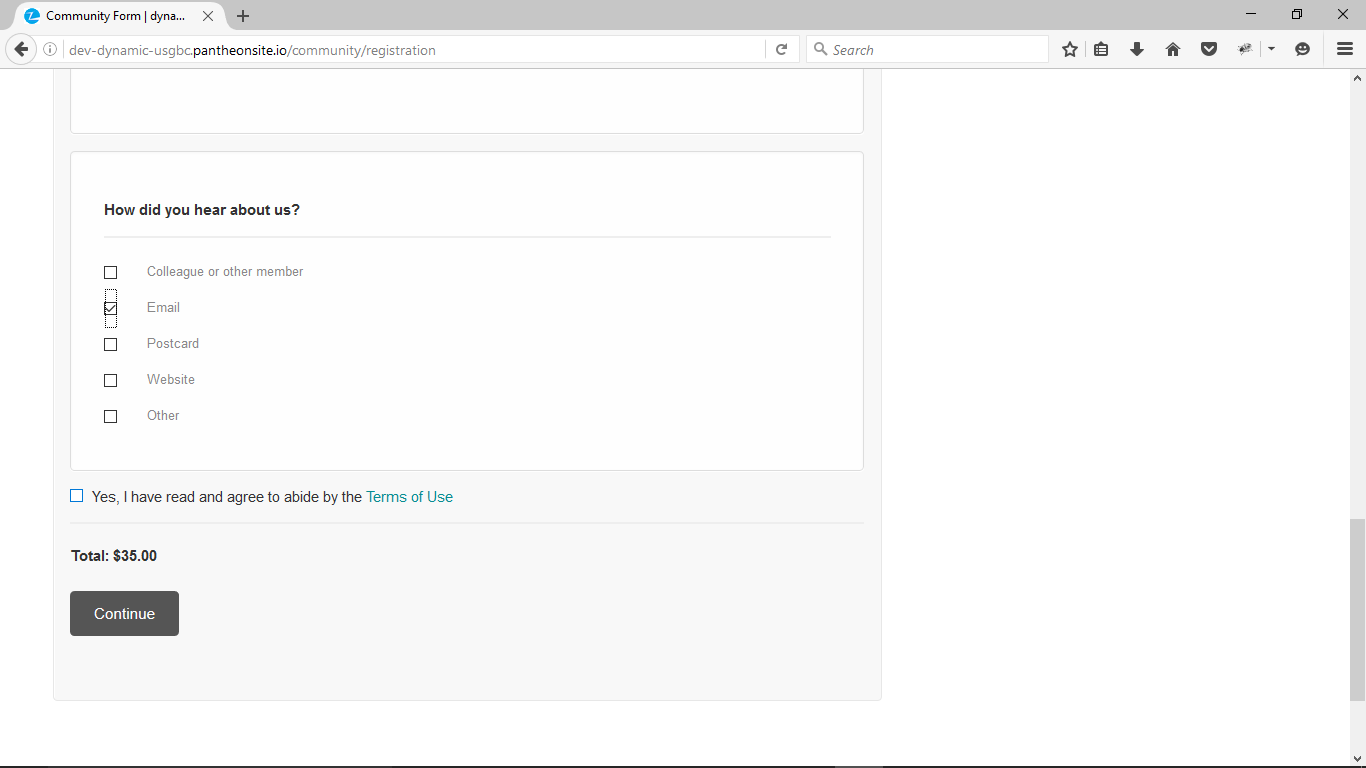 Community Form | dyna...
dev-dynamic-usgbc.pantheonsite.io/community/registration
Search
How did you hear about us?
Colleague or other member
Email
Postcard
Website
Other
Yes, I have read and agree to abide by the Terms of Use
Total: $35.00
Continue